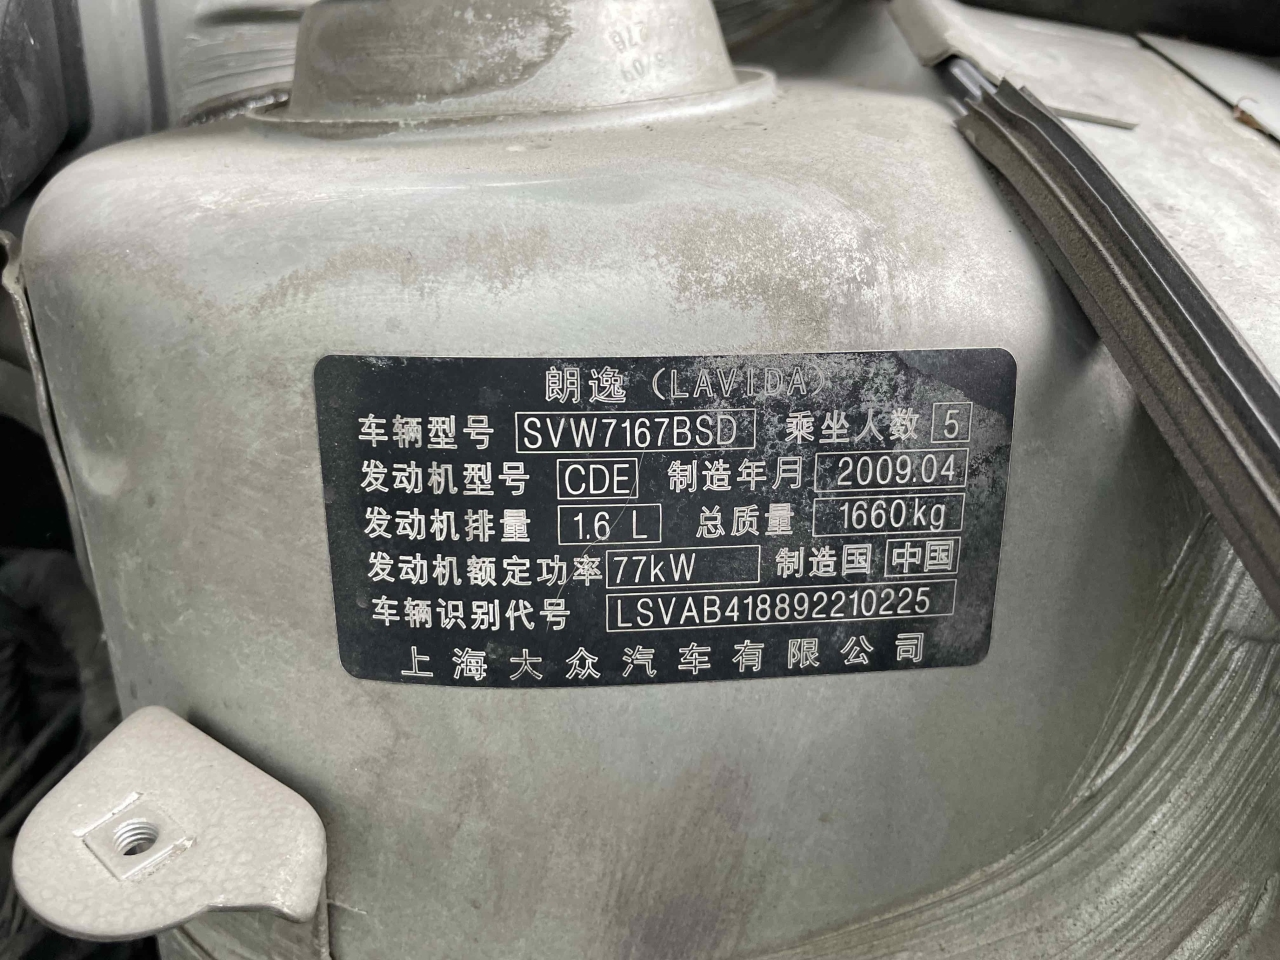 朗逸（LAVIDA）
车辆型号 SVW7167BSD 乘坐人数 5
发动机型号 CDE 制造年月 2009.04
发动机排量 1.6 L 总质量 1660kg
发动机额定功率 77kW 制造国 中国
车辆识别代号 LSVAB418892210225
上海大众汽车有限公司